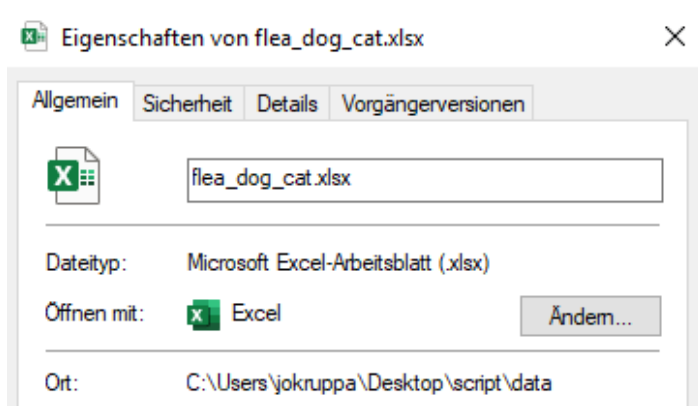 Eigenschaften von flea_dog_cat.xlsx
Allgemein Sicherheit Details Vorgängerversionen
flea_dog_cat.xlsx
Dateityp: Microsoft Excel-Arbeitsblatt (.xlsx)
Öffnen mit: Excel Ändern...
Ort: C:\Users\jokruppa\Desktop\script\data